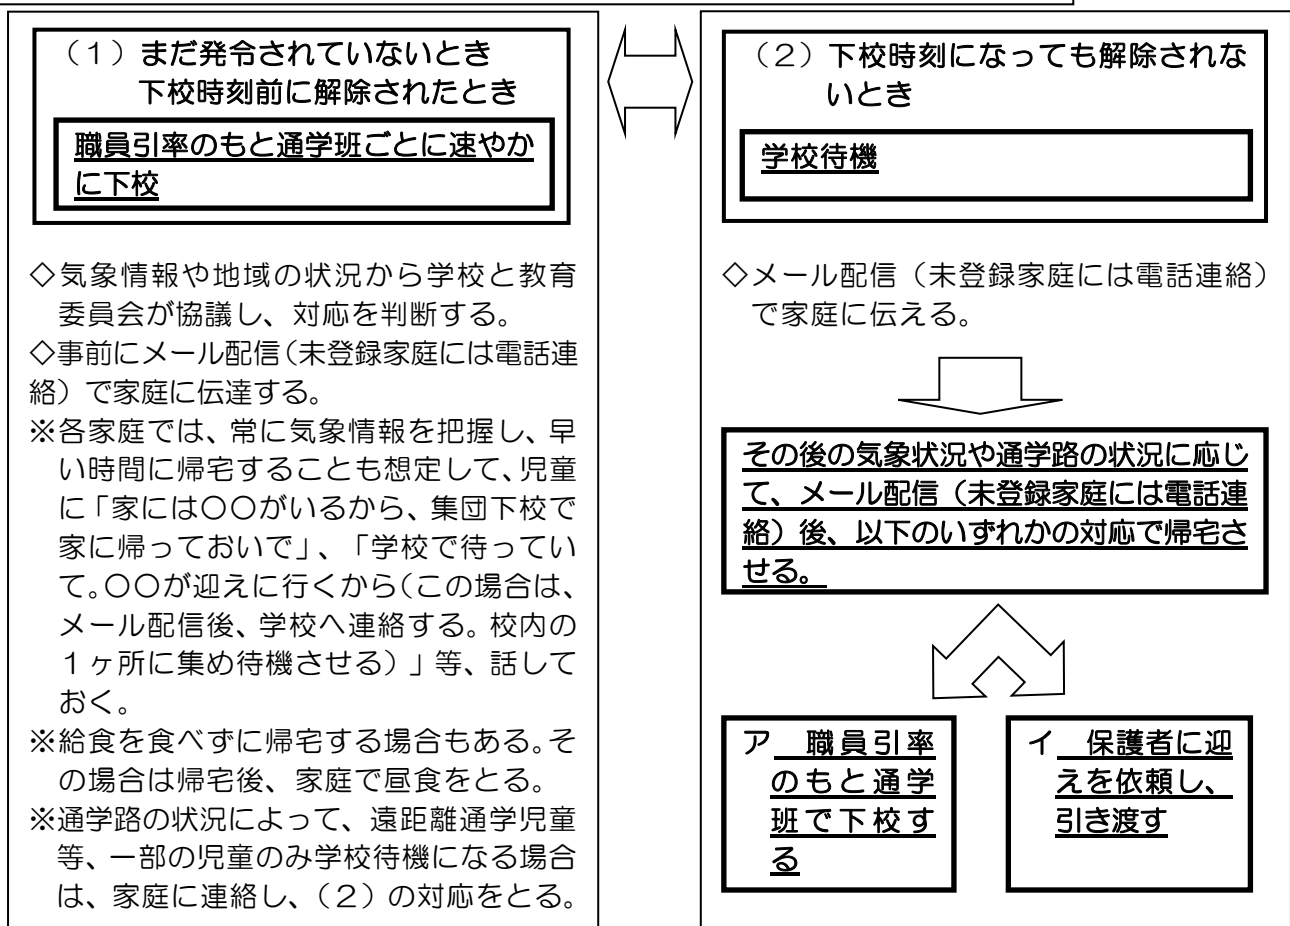 （１）まだ発令されていないとき
下校時刻前に解除されたとき
職員引率のもと通学班ごとに速やか
に下校
◇気象情報や地域の状況から学校と教育
委員会が協議し、対応を判断する。
◇事前にメール配信（未登録家庭には電話連
絡）で家庭に伝達する。
※各家庭では、常に気象情報を把握し、早
い時間に帰宅することも想定して、児童
に「家には〇〇がいるから、集団下校で
家に帰っておいで」、「学校で待ってい
て。〇〇が迎えに行くから（この場合は、
メール配信後、学校へ連絡する。校内の
１ヶ所に集め待機させる）」等、話して
おく。
※給食を食べずに帰宅する場合もある。そ
の場合は帰宅後、家庭で昼食をとる。
※通学路の状況によって、遠距離通学児童
等、一部の児童のみ学校待機になる場合
は、家庭に連絡し、（２）の対応をとる。
（２）下校時刻になっても解除されな
いとき
学校待機
◇メール配信（未登録家庭には電話連絡）
で家庭に伝える。
その後の気象状況や通学路の状況に応じ
て、メール配信（未登録家庭には電話連
絡）後、以下のいずれかの対応で帰宅さ
せる。
ア　職員引率
のもと通学
班で下校す
る
イ　保護者に迎
えを依頼し、
引き渡す